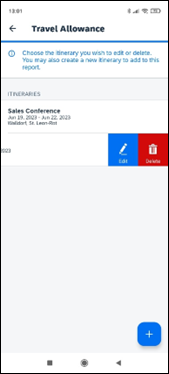 13:01
Travel Allowance
Choose the itinerary you wish to edit or delete.
You may also create a new itinerary to add to this
report.
ITINERARIES
Sales Conference
Jun 19, 2023 - Jun 22, 2023
Walldorf, St. Leon-Rot
2023
Edit
Delete